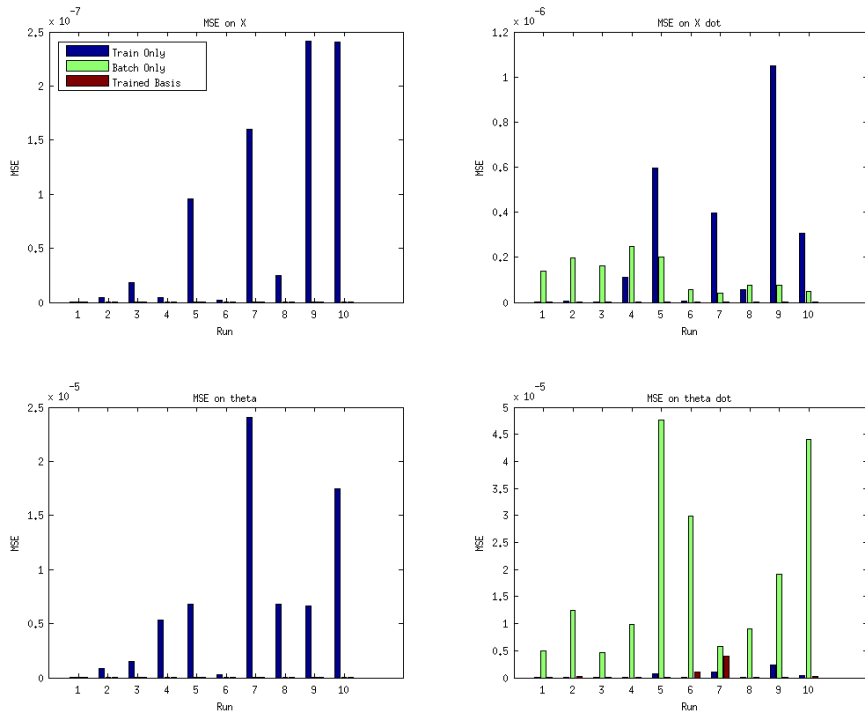 x 10^-7
MSE on X
2.5
2
1.5
1
0.5
0
MSE
Train Only
Batch Only
Trained Basis
1 2 3 4 5 6 7 8 9 10
Run
x 10^-6
MSE on X dot
1.2
1
0.8
0.6
0.4
0.2
0
MSE
1 2 3 4 5 6 7 8 9 10
Run
x 10^-5
MSE on theta
2.5
2
1.5
1
0.5
0
MSE
1 2 3 4 5 6 7 8 9 10
Run
x 10^-5
MSE on theta dot
5
4.5
4
3.5
3
2.5
2
1.5
1
0.5
0
MSE
1 2 3 4 5 6 7 8 9 10
Run